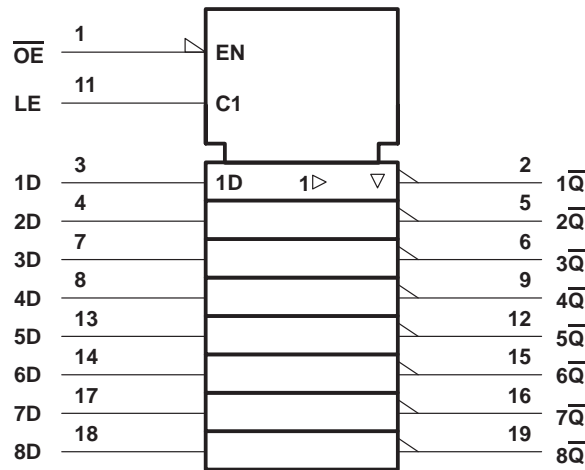 1
O̅E̅ EN
11
LE C1
3 2
1D 1D 1▷ ▽ 1Q̅
4 5
2D 2Q̅
7 6
3D 3Q̅
8 9
4D 4Q̅
13 12
5D 5Q̅
14 15
6D 6Q̅
17 16
7D 7Q̅
18 19
8D 8Q̅